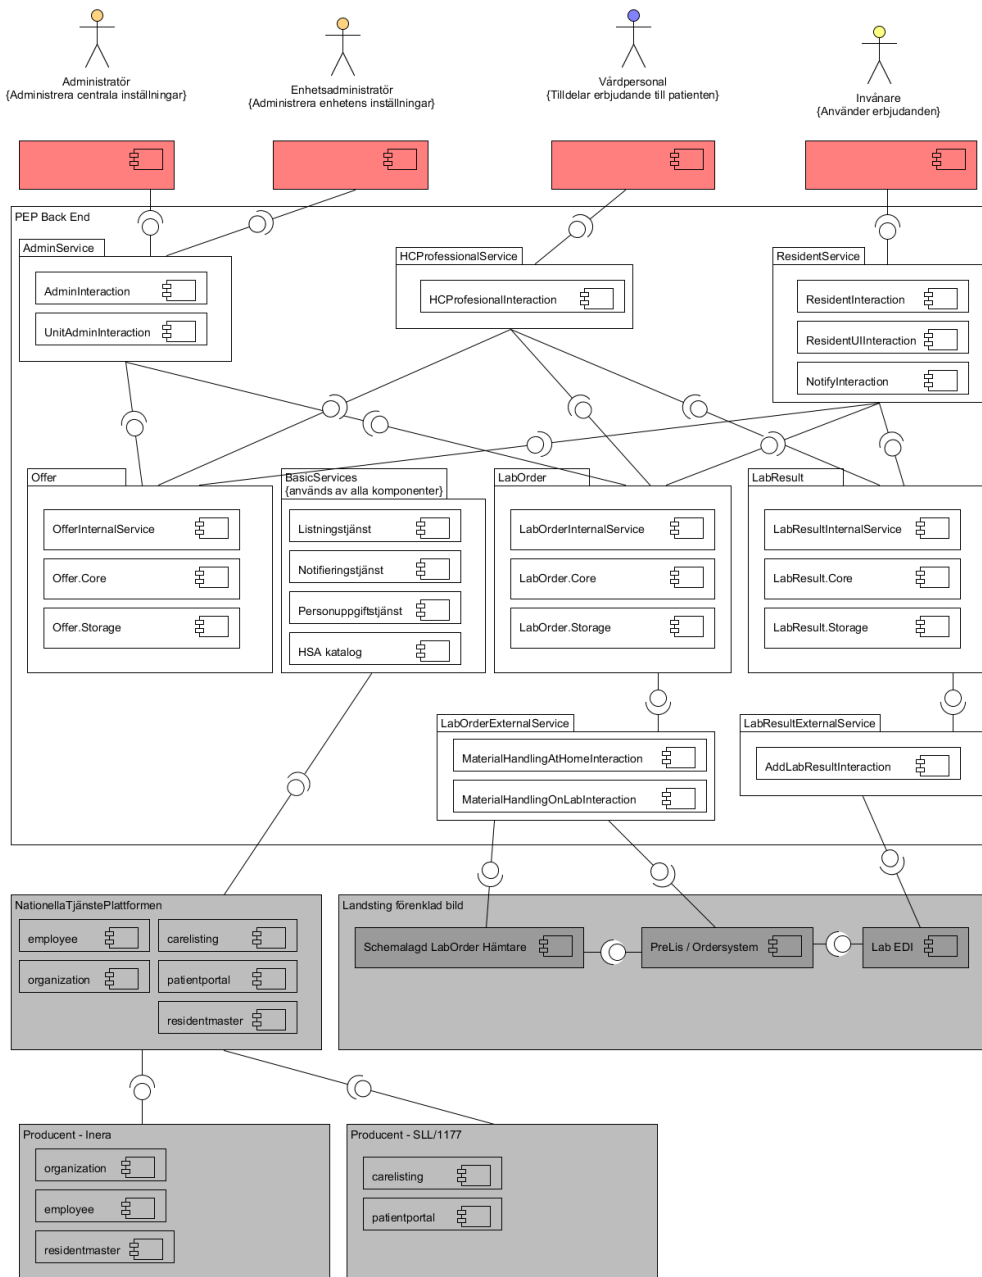 Administratör
{Administrera centrala inställningar}
Enhetsadministratör
{Administrera enhetens inställningar}
Vårdpersonal
{Tilldelar erbjudande till patienten}
Invånare
{Använder erbjudanden}
PEP Back End
AdminService
AdminInteraction
UnitAdminInteraction
HCProfessionalService
HCProfesionalInteraction
ResidentService
ResidentInteraction
ResidentUIInteraction
NotifyInteraction
Offer
OfferInternalService
Offer.Core
Offer.Storage
BasicServices
{används av alla komponenter}
Listningstjänst
Notifieringstjänst
Personuppgiftstjänst
HSA katalog
LabOrder
LabOrderInternalService
LabOrder.Core
LabOrder.Storage
LabResult
LabResultInternalService
LabResult.Core
LabResult.Storage
LabOrderExternalService
MaterialHandlingAtHomeInteraction
MaterialHandlingOnLabInteraction
LabResultExternalService
AddLabResultInteraction
NationellaTjänstePlattformen
employee
carelisting
organization
patientportal
residentmaster
Landsting förenklad bild
Schemalagd LabOrder Hämtare
PreLis / Ordersystem
Lab EDI
Producent - Inera
organization
employee
residentmaster
Producent - SLL/1177
carelisting
patientportal